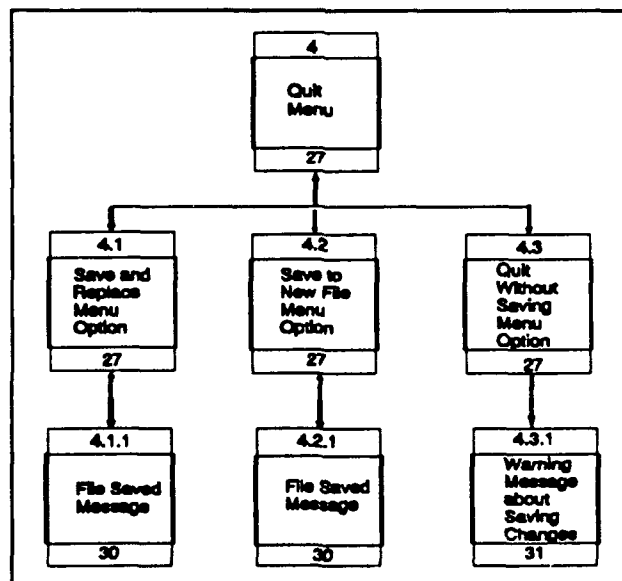 4
Quit
Menu
27
4.1
Save and
Replace
Menu
Option
27
4.2
Save to
New File
Menu
Option
27
4.3
Quit
Without
Saving
Menu
Option
27
4.1.1
File Saved
Message
30
4.2.1
File Saved
Message
30
4.3.1
Warning
Message
about
Saving
Changes
31